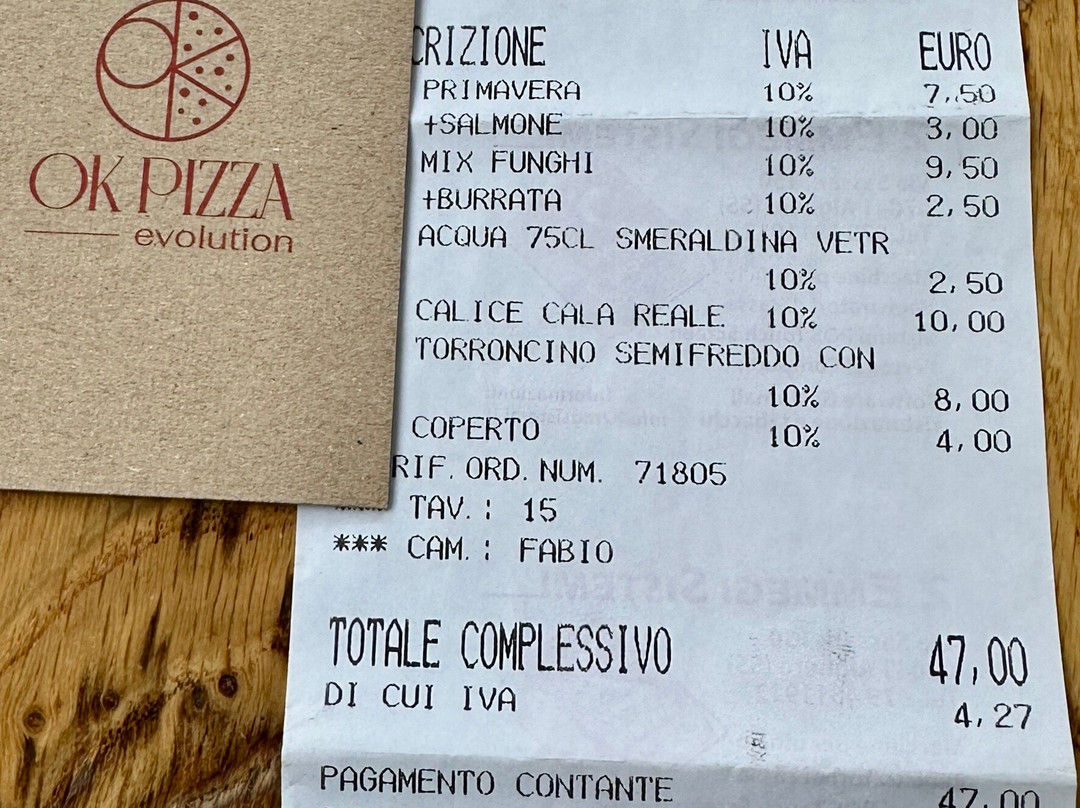 OK PIZZA
evolution
CRIZIONE IVA EURO
PRIMAVERA 10% 7,50
+SALMONE 10% 3,00
MIX FUNGHI 10% 9,50
+BURRATA 10% 2,50
ACQUA 75CL SMERALDINA VETR
10% 2,50
CALICE CALA REALE 10% 10,00
TORRONCINO SEMIFREDDO CON
10% 8,00
COPERTO 10% 4,00
RIF. ORD. NUM. 71805
TAV.: 15
*** CAM.: FABIO
TOTALE COMPLESSIVO 47,00
DI CUI IVA 4,27
PAGAMENTO CONTANTE 47,00